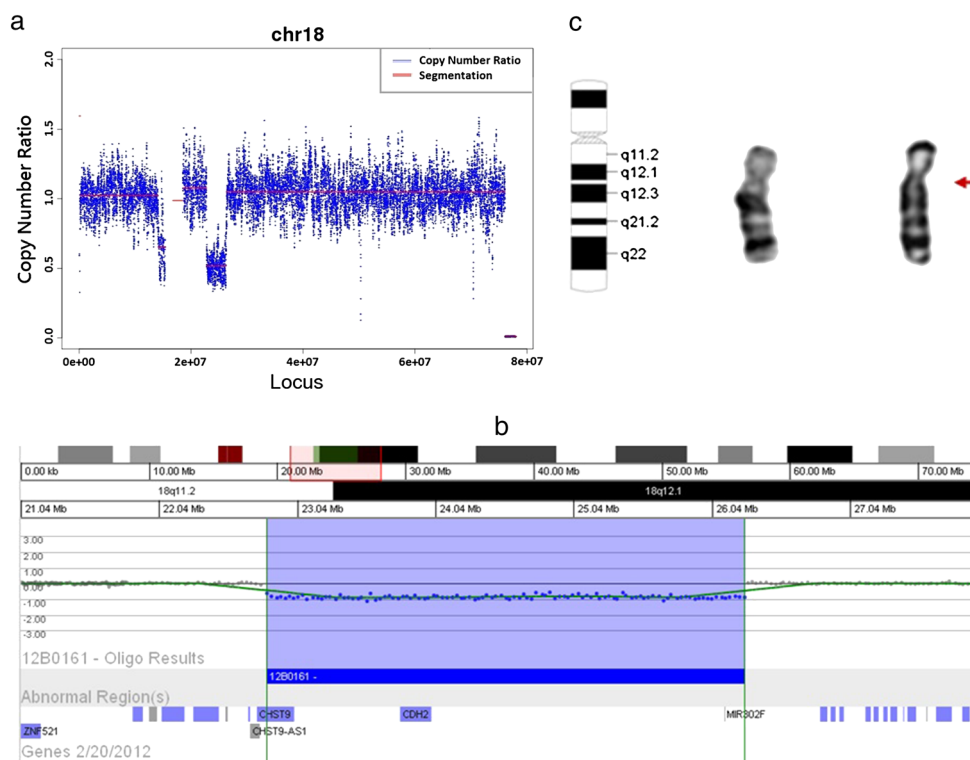 a
chr18
Copy Number Ratio
Segmentation
Copy Number Ratio
2.0
1.5
1.0
0.5
0.0
0e+00 2e+07 4e+07 6e+07 8e+07
Locus
c
q11.2
q12.1
q12.3
q21.2
q22
b
0.00 kb 10.00 Mb 20.00 Mb 30.00 Mb 40.00 Mb 50.00 Mb 60.00 Mb 70.00 Mb
18q11.2 18q12.1
21.04 Mb 22.04 Mb 23.04 Mb 24.04 Mb 25.04 Mb 26.04 Mb 27.04 Mb
3.00
2.00
1.00
0.00
-1.00
-2.00
-3.00
12B0161 - Oligo Results
12B0161 -
Abnormal Region(s)
CHST9 CDH2 MIR302F
ZNF521 CHST9-AS1
Genes 2/20/2012